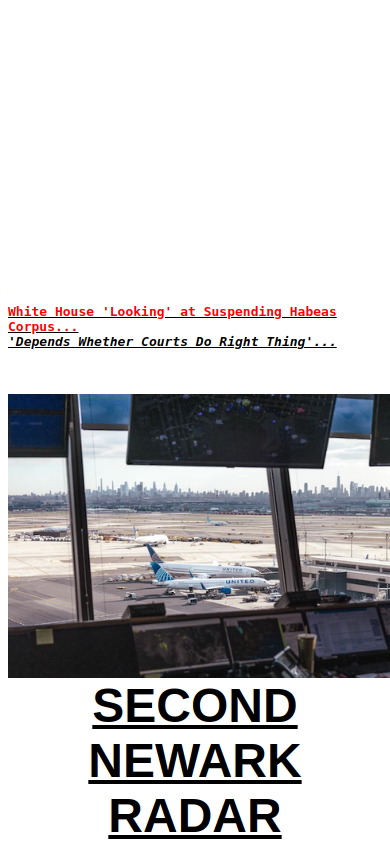 White House 'Looking' at Suspending Habeas
Corpus...
'Depends Whether Courts Do Right Thing'...
UNITED
UNITED
SECOND
NEWARK
RADAR